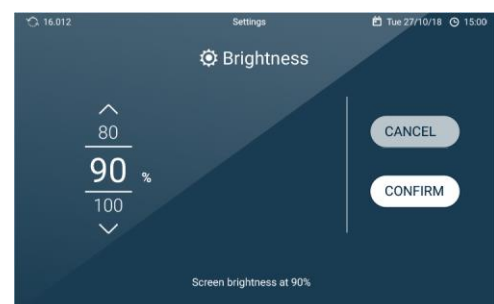 16.012
Settings
Tue 27/10/18
15:00
Brightness
80
90 %
100
CANCEL
CONFIRM
Screen brightness at 90%